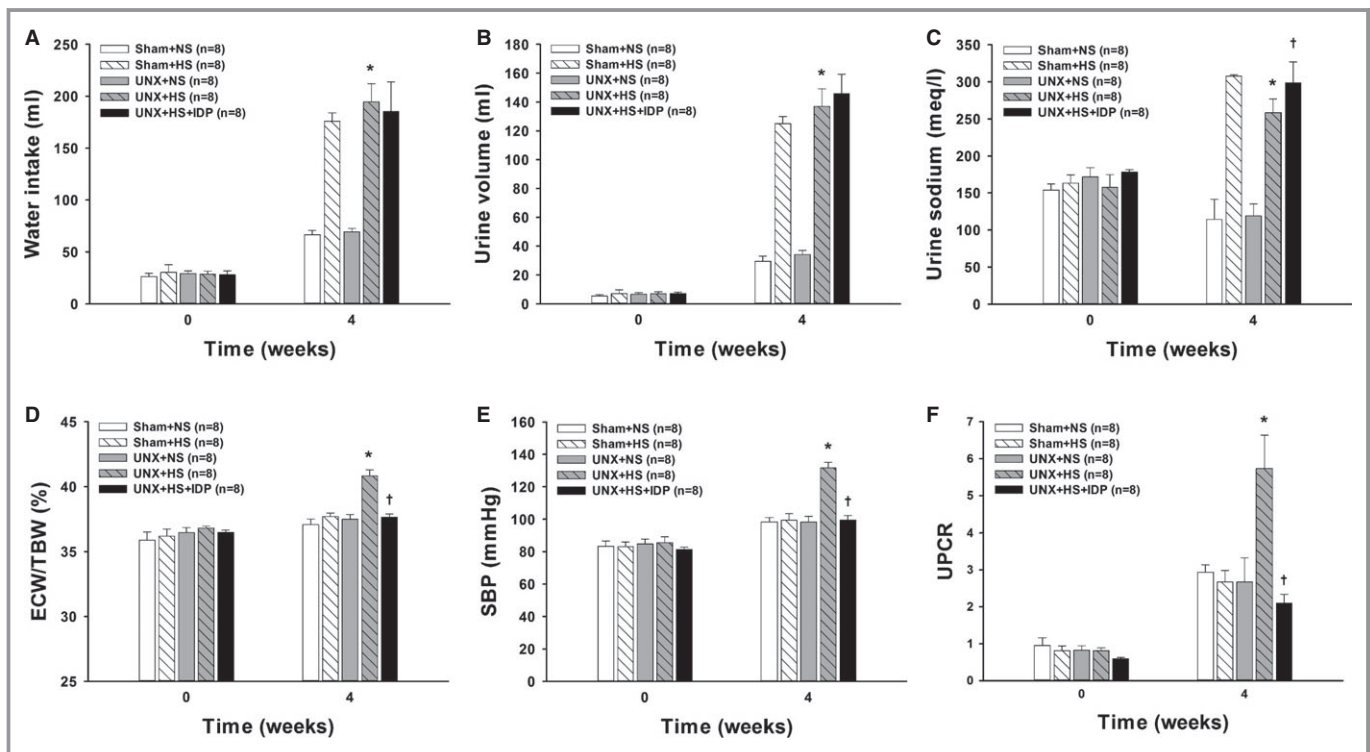 A
Water intake (ml)
250
200
150
100
50
0
Sham+NS (n=8)
Sham+HS (n=8)
UNX+NS (n=8)
UNX+HS (n=8)
UNX+HS+IDP (n=8)
*
0 4
Time (weeks)
B
Urine volume (ml)
180
160
140
120
100
80
60
40
20
0
Sham+NS (n=8)
Sham+HS (n=8)
UNX+NS (n=8)
UNX+HS (n=8)
UNX+HS+IDP (n=8)
*
0 4
Time (weeks)
C
Urine sodium (meq/l)
350
300
250
200
150
100
50
0
Sham+NS (n=8)
Sham+HS (n=8)
UNX+NS (n=8)
UNX+HS (n=8)
UNX+HS+IDP (n=8)
* †
0 4
Time (weeks)
D
ECW/TBW (%)
45
40
35
30
25
Sham+NS (n=8)
Sham+HS (n=8)
UNX+NS (n=8)
UNX+HS (n=8)
UNX+HS+IDP (n=8)
* †
0 4
Time (weeks)
E
SBP (mmHg)
160
140
120
100
80
60
40
20
0
Sham+NS (n=8)
Sham+HS (n=8)
UNX+NS (n=8)
UNX+HS (n=8)
UNX+HS+IDP (n=8)
* †
0 4
Time (weeks)
F
UPCR
7
6
5
4
3
2
1
0
Sham+NS (n=8)
Sham+HS (n=8)
UNX+NS (n=8)
UNX+HS (n=8)
UNX+HS+IDP (n=8)
* †
0 4
Time (weeks)